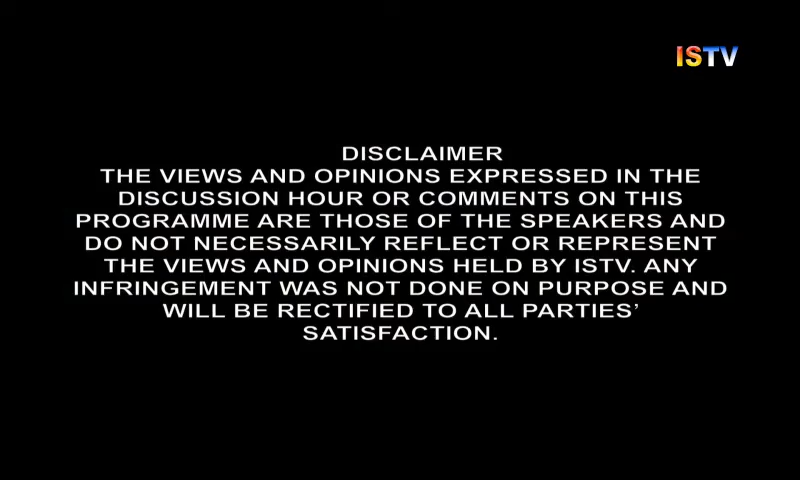 ISTV
DISCLAIMER
THE VIEWS AND OPINIONS EXPRESSED IN THE
DISCUSSION HOUR OR COMMENTS ON THIS
PROGRAMME ARE THOSE OF THE SPEAKERS AND
DO NOT NECESSARILY REFLECT OR REPRESENT
THE VIEWS AND OPINIONS HELD BY ISTV. ANY
INFRINGEMENT WAS NOT DONE ON PURPOSE AND
WILL BE RECTIFIED TO ALL PARTIES’
SATISFACTION.